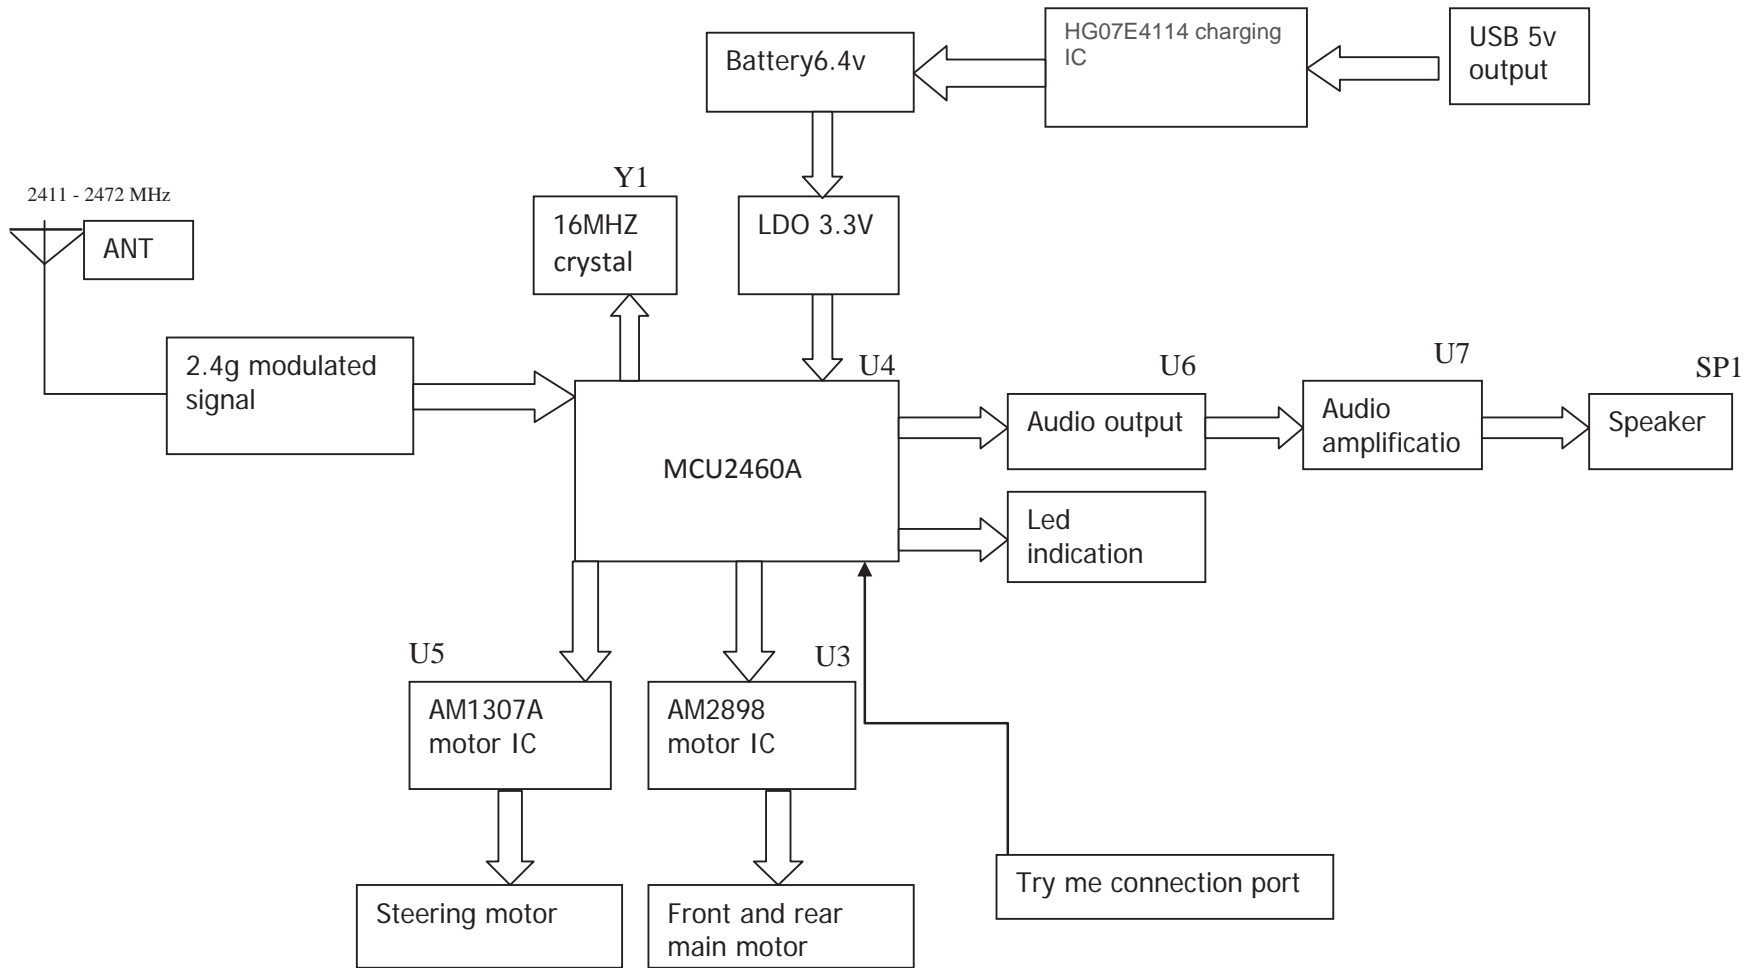 HG07E4114 charging
IC
USB 5v
output
Battery6.4v
Y1
2411 - 2472 MHz
ANT
16MHZ
crystal
LDO 3.3V
2.4g modulated
signal
U4
U6
U7
SP1
MCU2460A
Audio output
Audio
amplificatio
Speaker
Led
indication
U5
U3
AM1307A
motor IC
AM2898
motor IC
Try me connection port
Steering motor
Front and rear
main motor